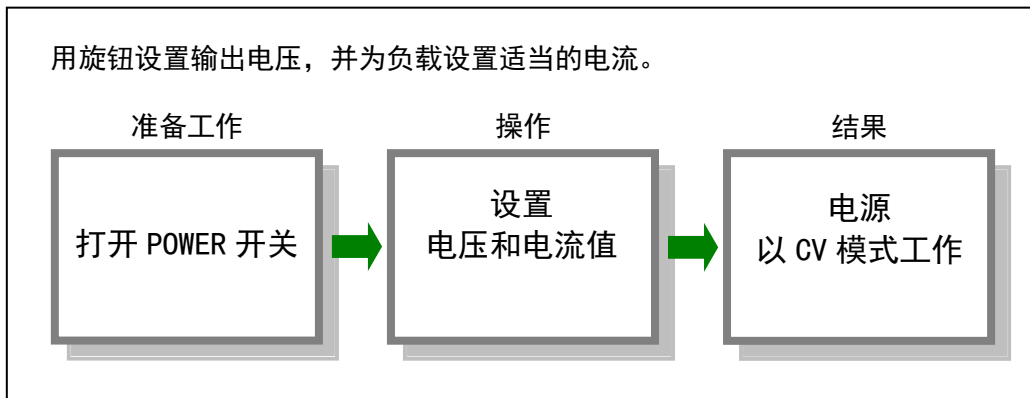 用旋钮设置输出电压，并为负载设置适当的电流。
准备工作
操作
结果
打开 POWER 开关
设置
电压和电流值
电源
以 CV 模式工作